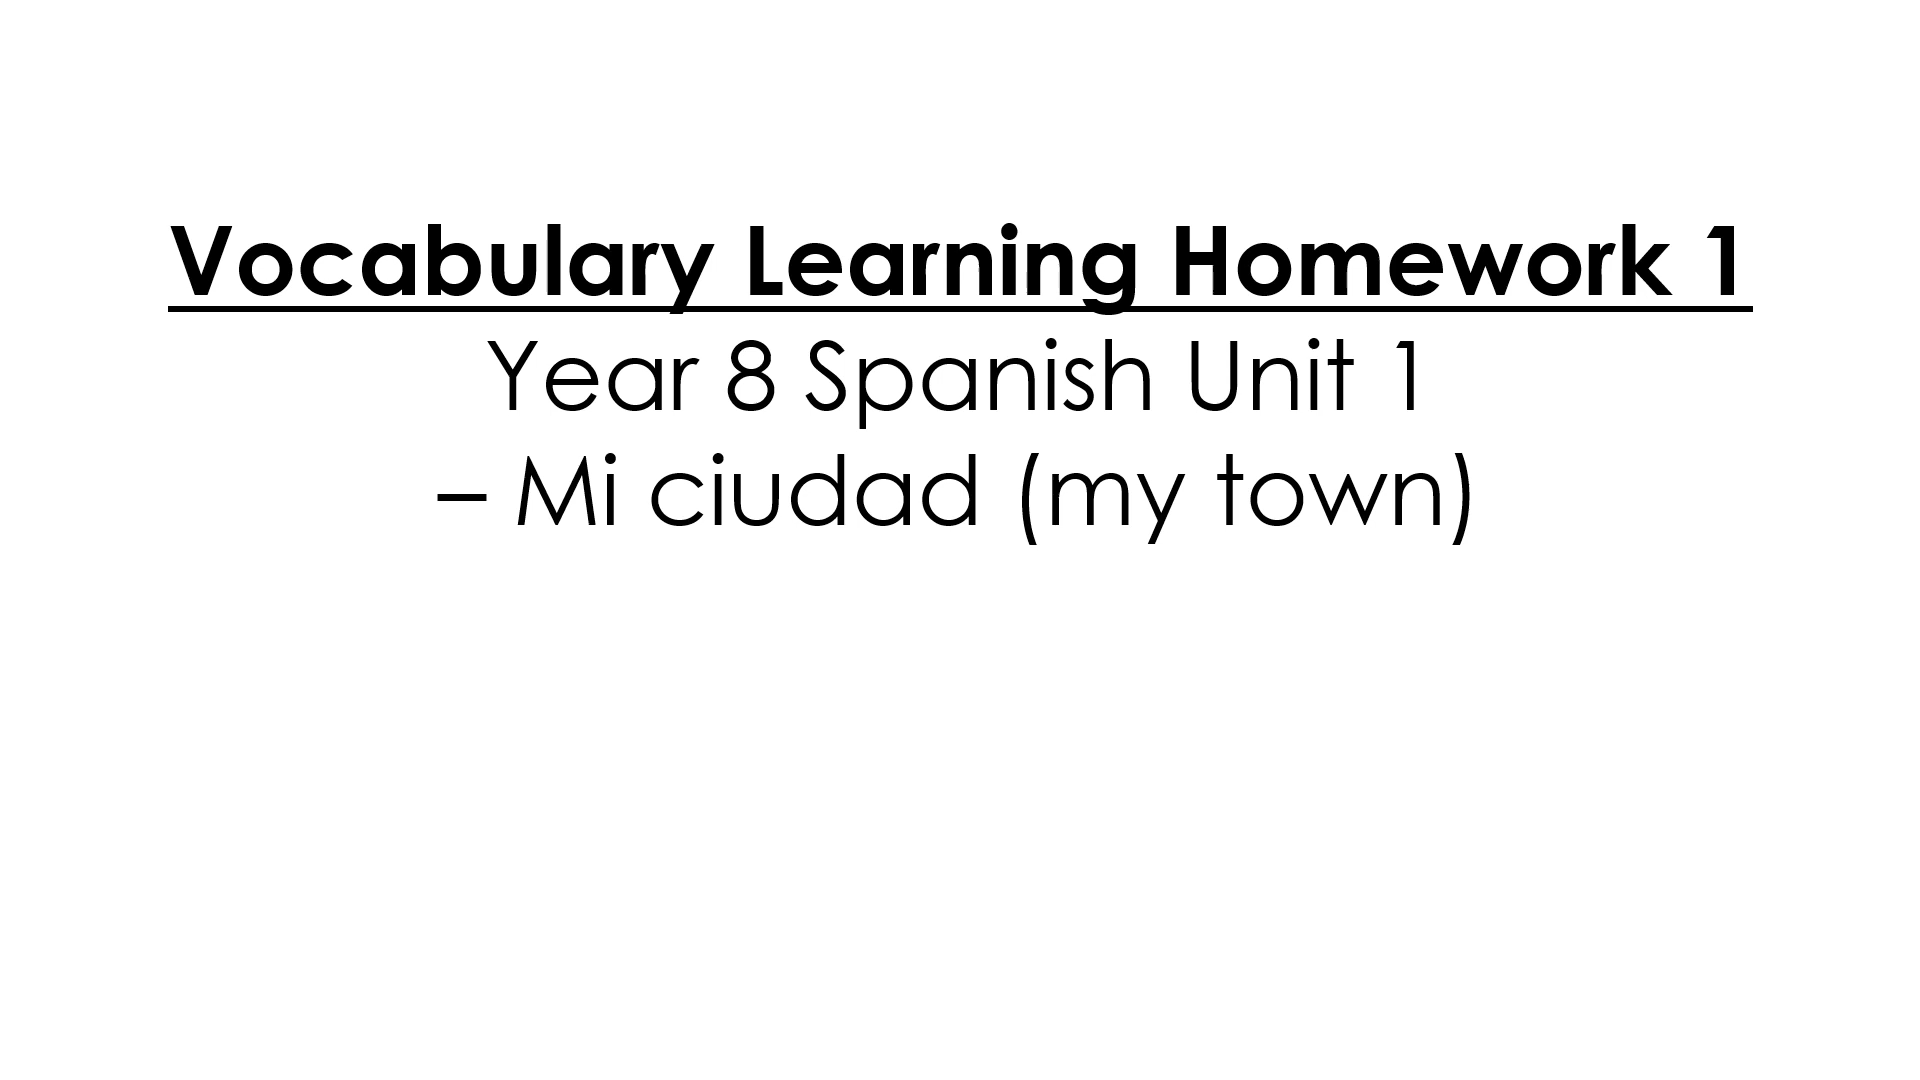 Vocabulary Learning Homework 1
Year 8 Spanish Unit 1
– Mi ciudad (my town)